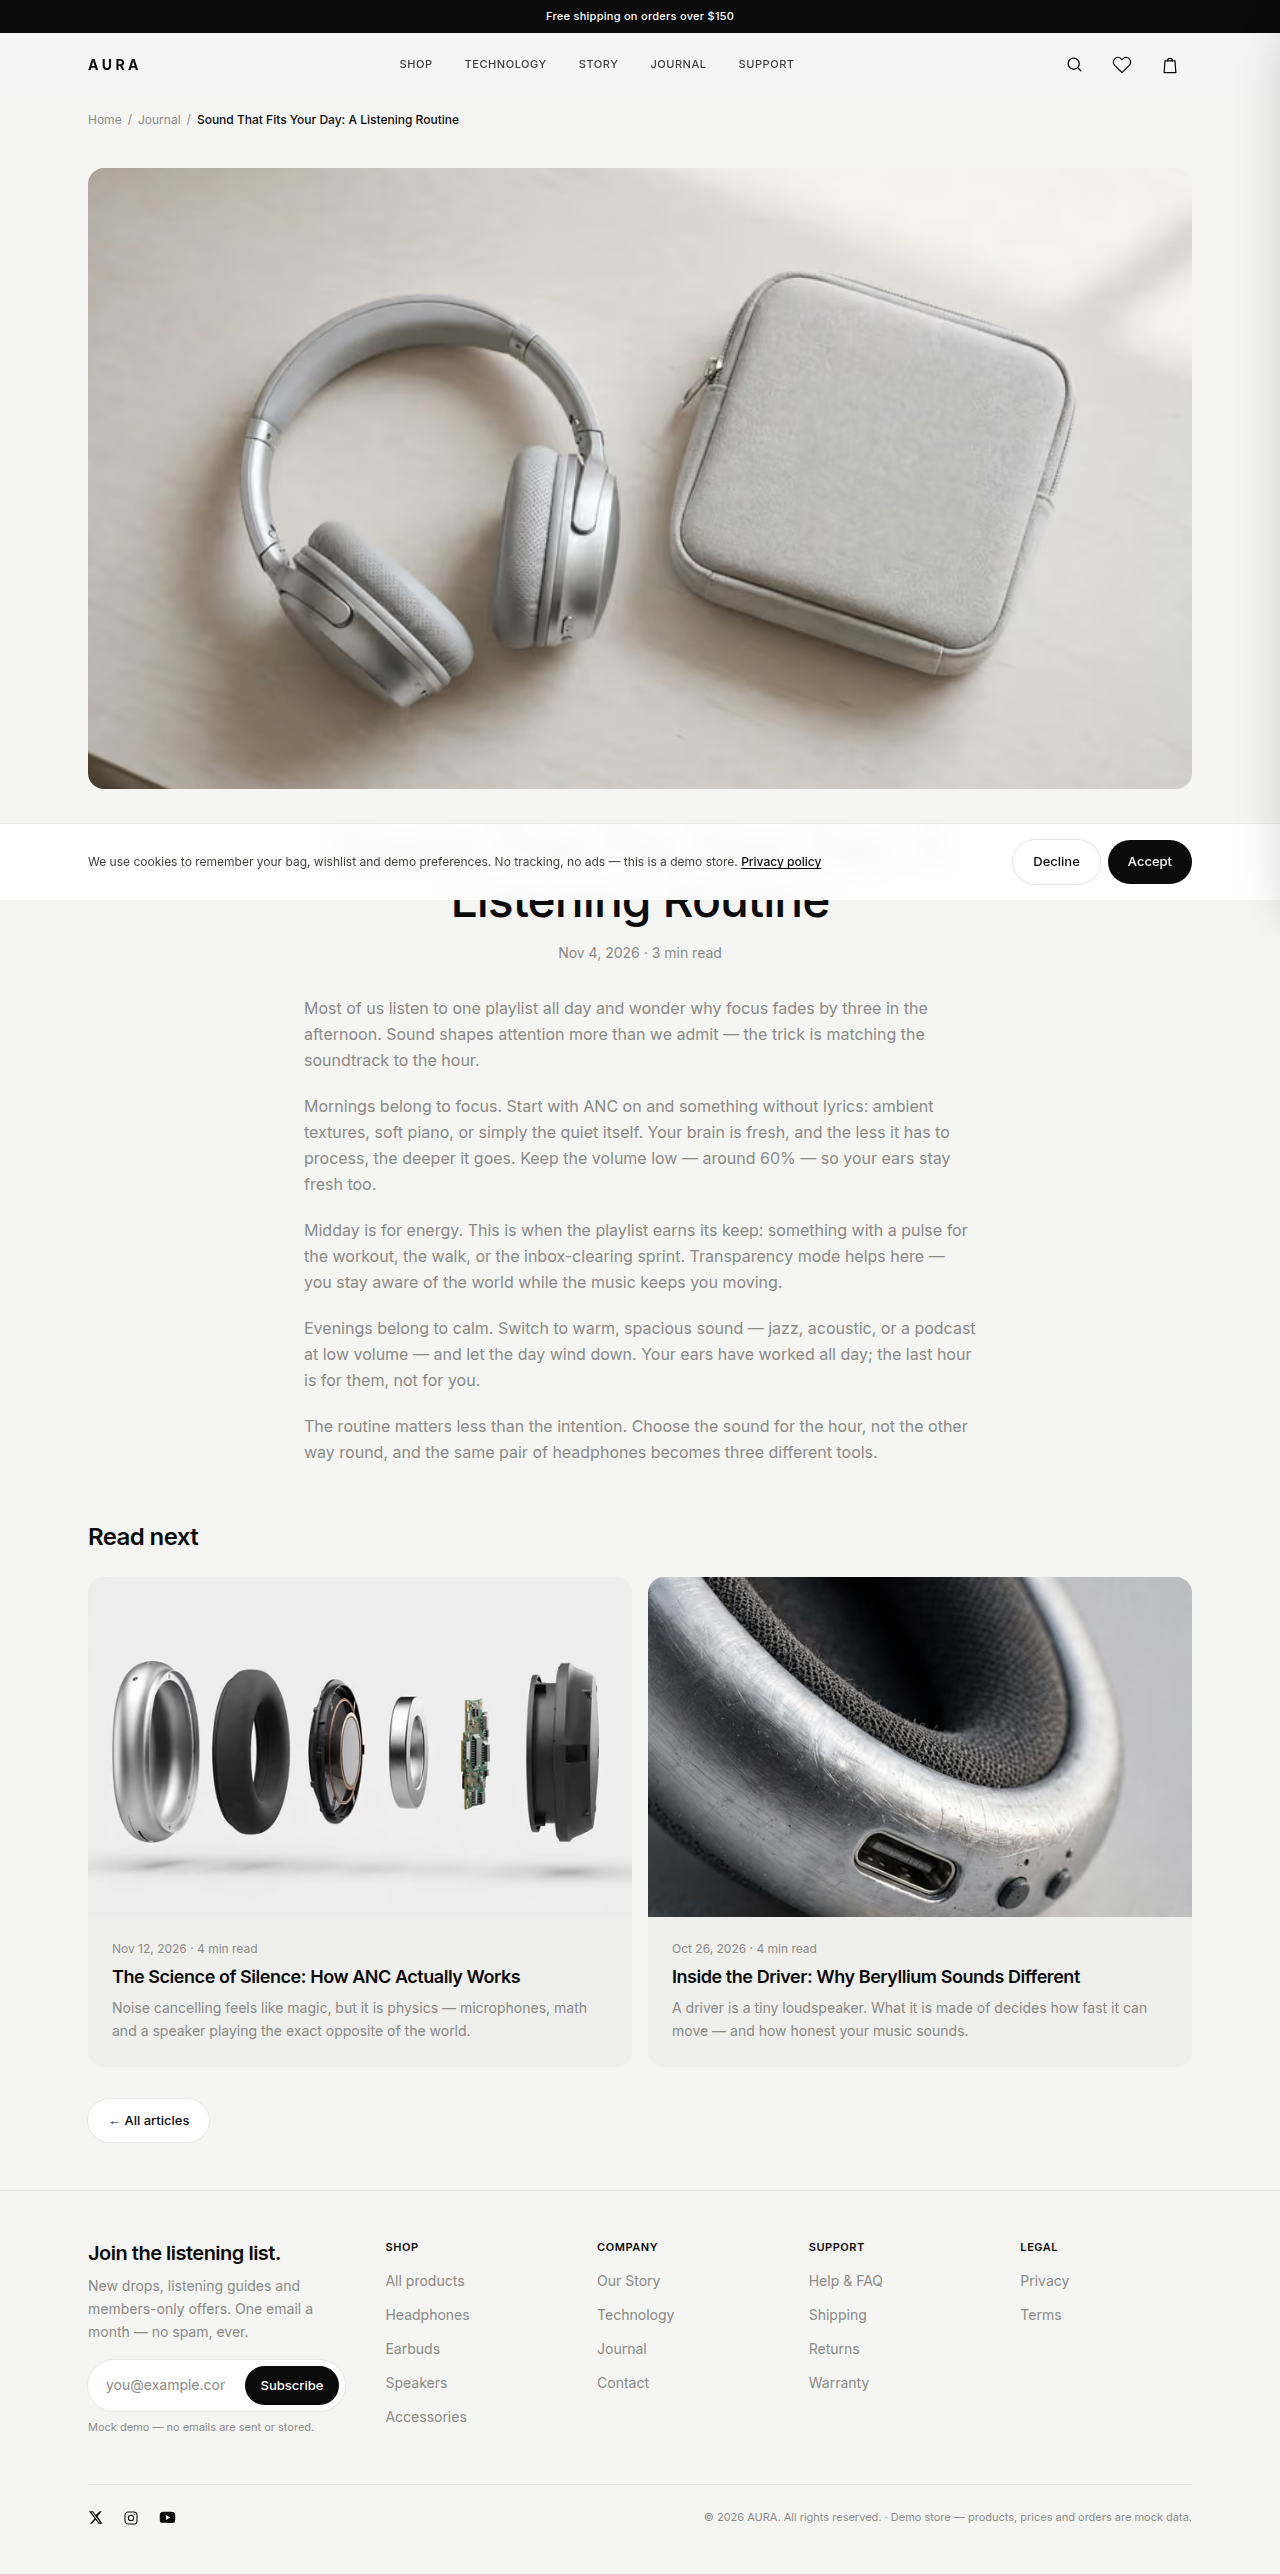 Free shipping on orders over $150
AURA
SHOP
TECHNOLOGY
STORY
JOURNAL
SUPPORT
Home / Journal / Sound That Fits Your Day: A Listening Routine
We use cookies to remember your bag, wishlist and demo preferences. No tracking, no ads — this is a demo store. Privacy policy
Decline
Accept
Listening Routine
Nov 4, 2026 · 3 min read
Most of us listen to one playlist all day and wonder why focus fades by three in the
afternoon. Sound shapes attention more than we admit — the trick is matching the
soundtrack to the hour.
Mornings belong to focus. Start with ANC on and something without lyrics: ambient
textures, soft piano, or simply the quiet itself. Your brain is fresh, and the less it has to
process, the deeper it goes. Keep the volume low — around 60% — so your ears stay
fresh too.
Midday is for energy. This is when the playlist earns its keep: something with a pulse for
the workout, the walk, or the inbox-clearing sprint. Transparency mode helps here —
you stay aware of the world while the music keeps you moving.
Evenings belong to calm. Switch to warm, spacious sound — jazz, acoustic, or a podcast
at low volume — and let the day wind down. Your ears have worked all day; the last hour
is for them, not for you.
The routine matters less than the intention. Choose the sound for the hour, not the other
way round, and the same pair of headphones becomes three different tools.
Read next
Nov 12, 2026 · 4 min read
The Science of Silence: How ANC Actually Works
Noise cancelling feels like magic, but it is physics — microphones, math
and a speaker playing the exact opposite of the world.
Oct 26, 2026 · 4 min read
Inside the Driver: Why Beryllium Sounds Different
A driver is a tiny loudspeaker. What it is made of decides how fast it can
move — and how honest your music sounds.
← All articles
Join the listening list.
New drops, listening guides and
members-only offers. One email a
month — no spam, ever.
you@example.cor
Subscribe
Mock demo — no emails are sent or stored.
SHOP
All products
Headphones
Earbuds
Speakers
Accessories
COMPANY
Our Story
Technology
Journal
Contact
SUPPORT
Help & FAQ
Shipping
Returns
Warranty
LEGAL
Privacy
Terms
© 2026 AURA. All rights reserved. · Demo store — products, prices and orders are mock data.